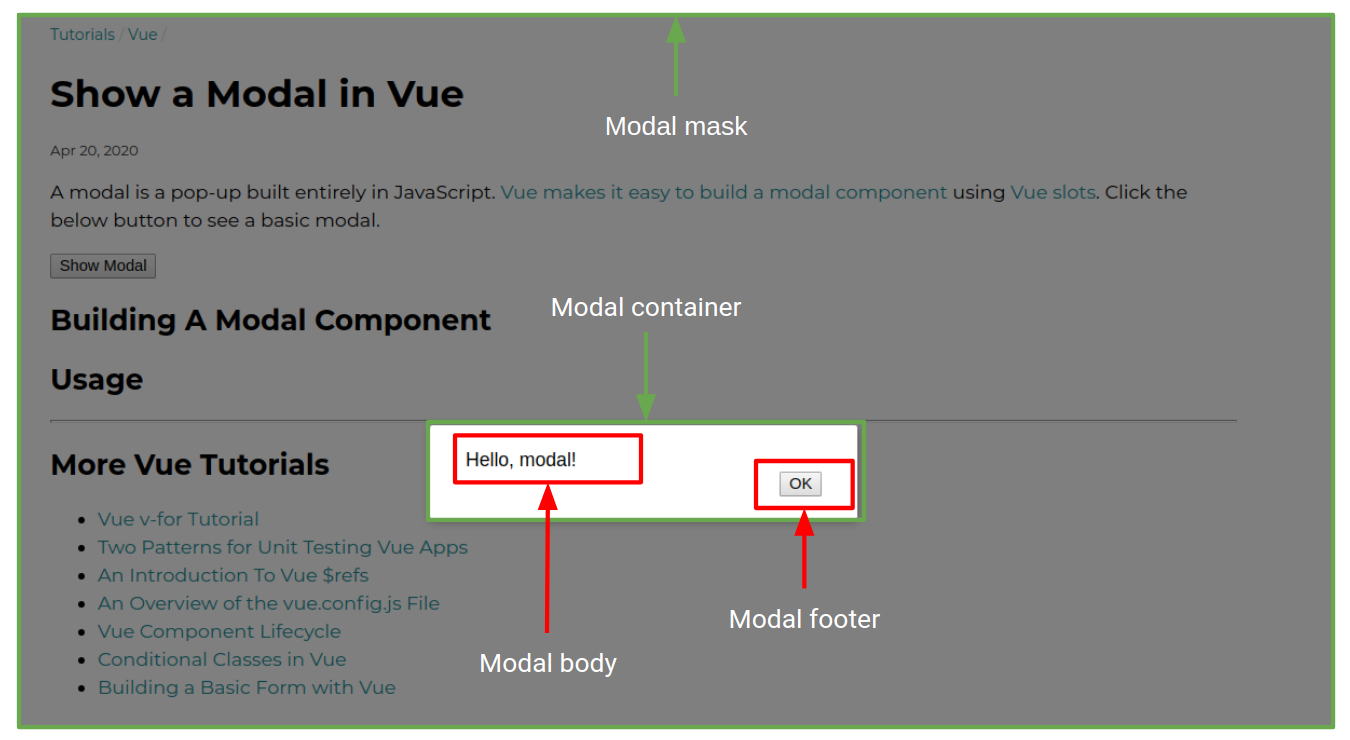 Tutorials / Vue /
Show a Modal in Vue
Modal mask
Apr 20, 2020
A modal is a pop-up built entirely in JavaScript. Vue makes it easy to build a modal component using Vue slots. Click the
below button to see a basic modal.
Show Modal
Modal container
Building A Modal Component
Usage
More Vue Tutorials
Hello, modal!
OK
Vue v-for Tutorial
Two Patterns for Unit Testing Vue Apps
An Introduction To Vue $refs
An Overview of the vue.config.js File
Vue Component Lifecycle
Conditional Classes in Vue
Building a Basic Form with Vue
Modal footer
Modal body